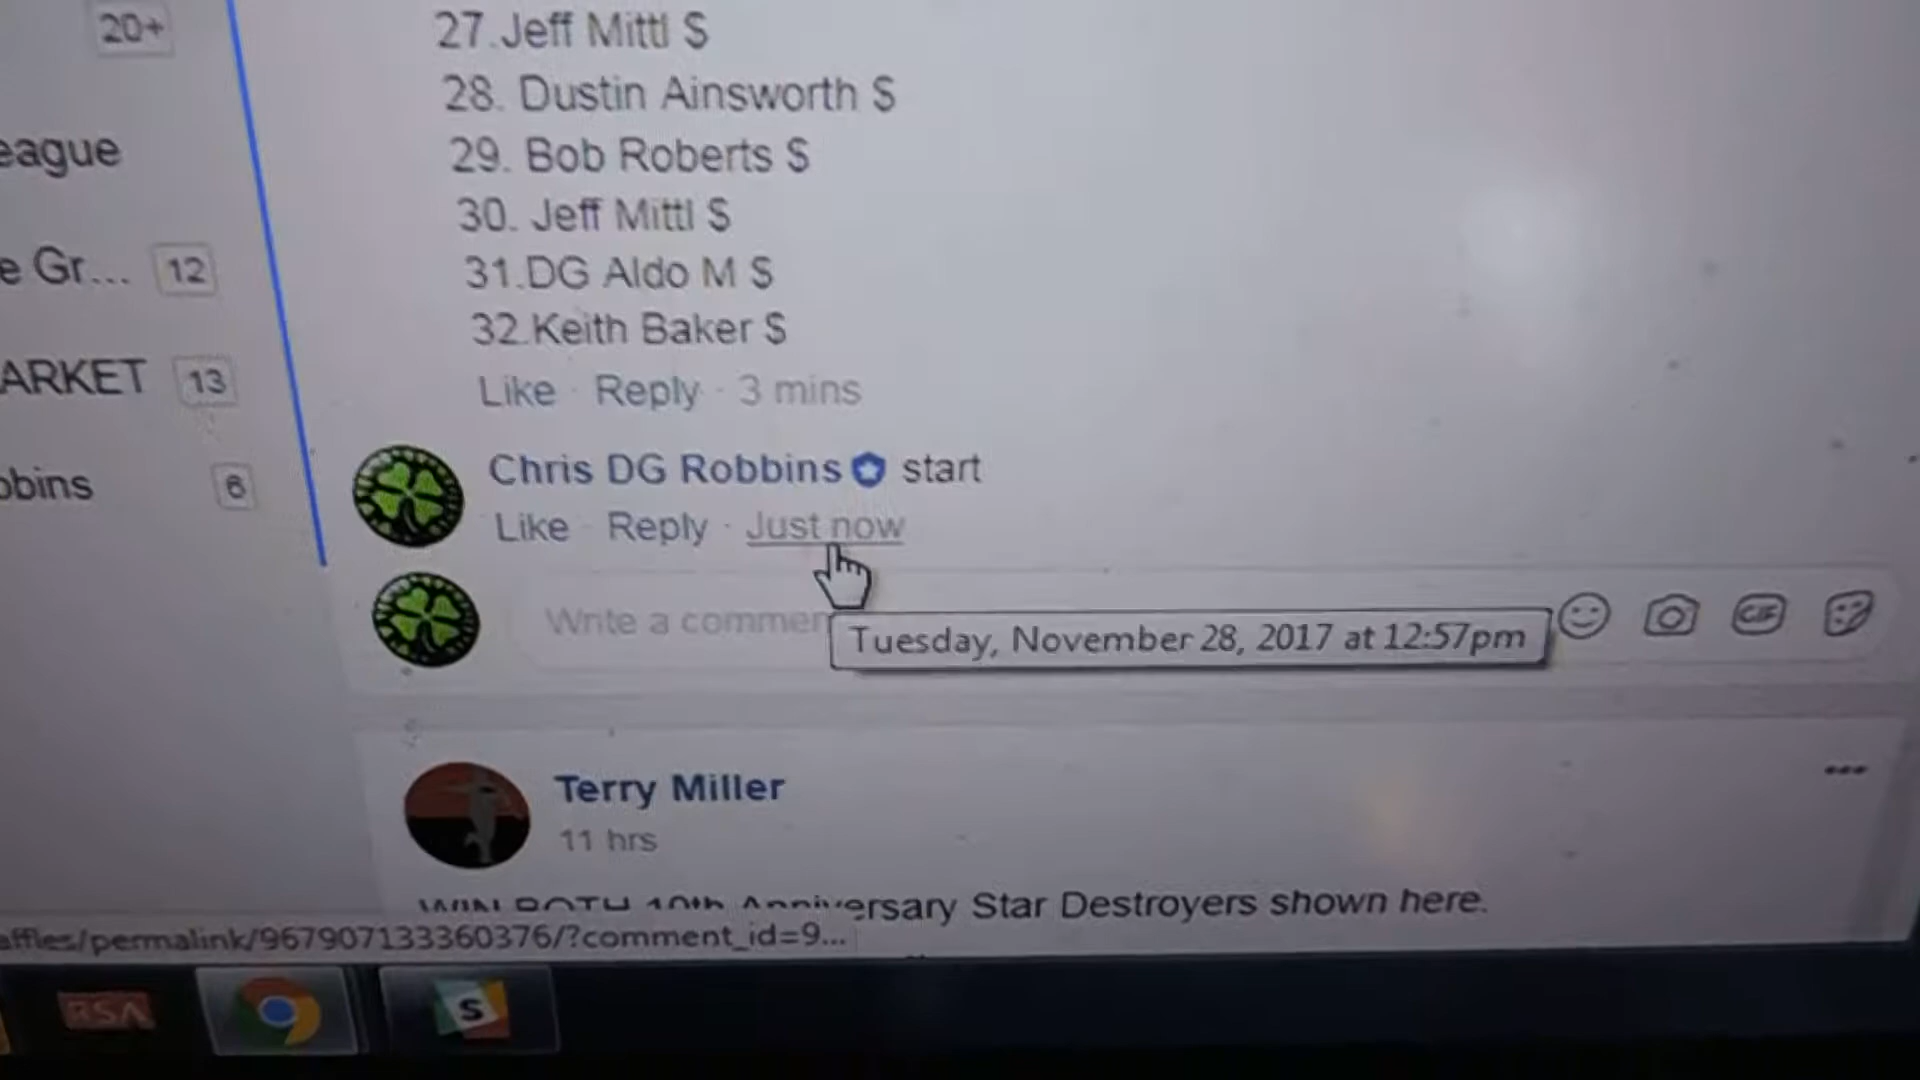 20+
27.Jeff Mittl $
28. Dustin Ainsworth $
eague
29. Bob Roberts $
30. Jeff Mittl $
e Gr... 12
31.DG Aldo M $
32.Keith Baker $
ARKET 13
Like · Reply · 3 mins
obbins 6
Chris DG Robbins start
Like · Reply · Just now
Write a commen
Tuesday, November 28, 2017 at 12:57pm
GIF
Terry Miller
11 hrs
WIN BOTH 10th Anniversary Star Destroyers shown here.
affles/permalink/967907133360376/?comment_id=9...
RSA
S